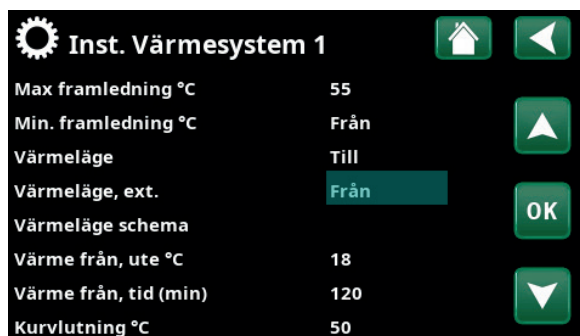 Inst. Värmesystem 1
Max framledning °C 55
Min. framledning °C Från
Värmeläge Till
Värmeläge, ext. Från
OK
Värmeläge schema
Värme från, ute °C 18
Värme från, tid (min) 120
Kurvlutning °C 50